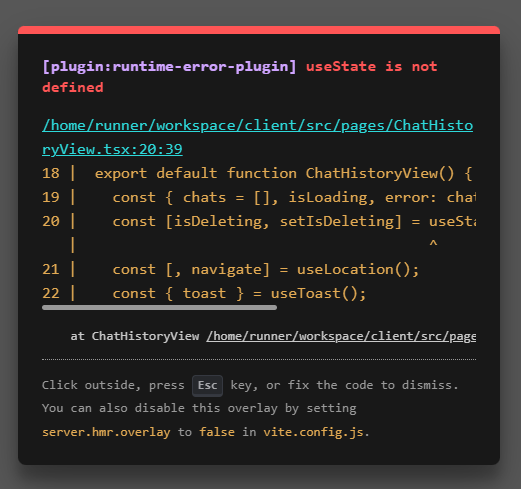 [plugin:runtime-error-plugin] useState is not
defined
/home/runner/workspace/client/src/pages/ChatHisto
ryView.tsx:20:39
18 |  export default function ChatHistoryView() {
19 |    const { chats = [], isLoading, error: chat
20 |    const [isDeleting, setIsDeleting] = useSta
   |                                        ^
21 |    const [, navigate] = useLocation();
22 |    const { toast } = useToast();
at ChatHistoryView /home/runner/workspace/client/src/page
Click outside, press Esc key, or fix the code to dismiss.
You can also disable this overlay by setting
server.hmr.overlay to false in vite.config.js.